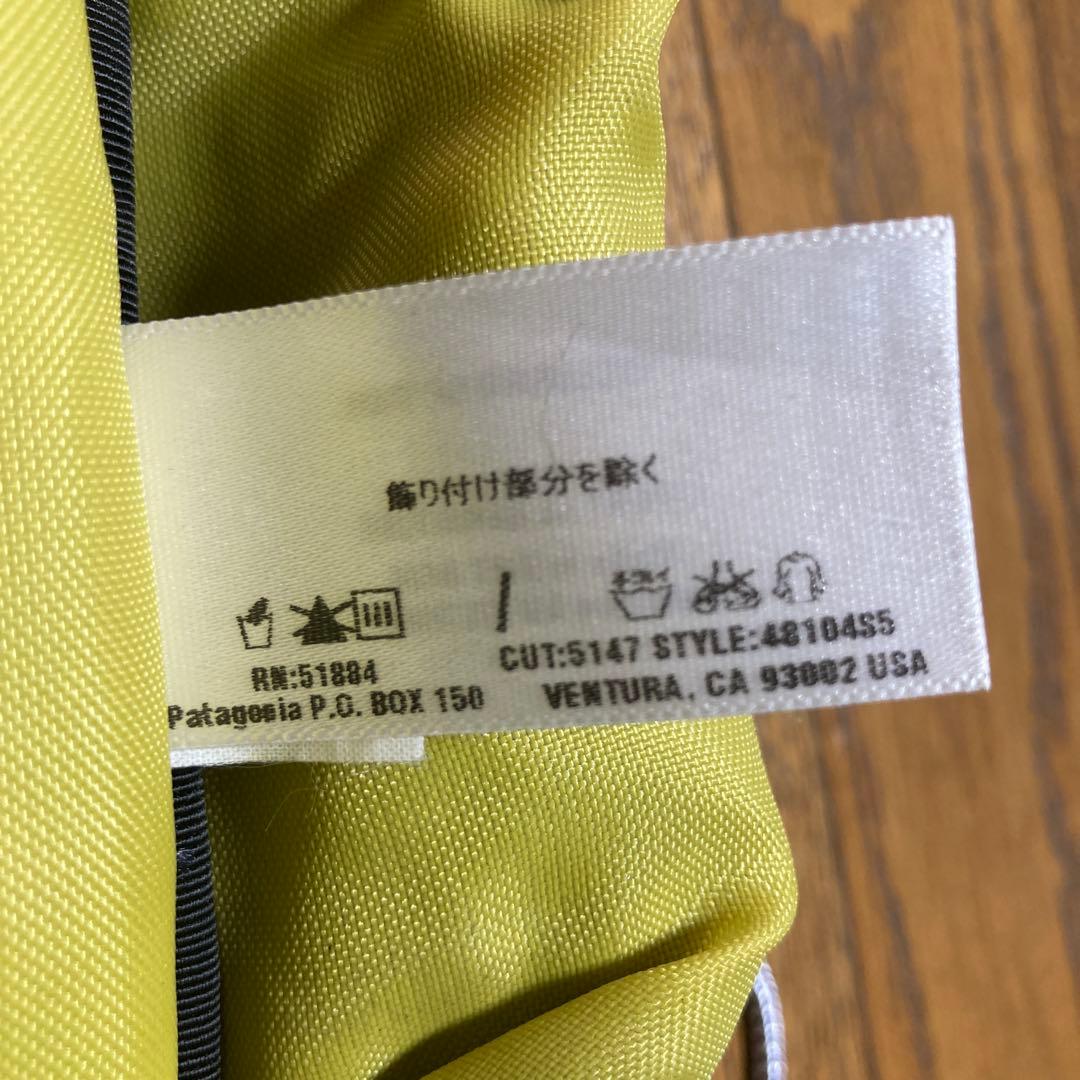 飾り付け部分を除く
RN:51884
CUT:5147 STYLE:48104S5
Patagonia P.O. BOX 150
VENTURA, CA 93002 USA